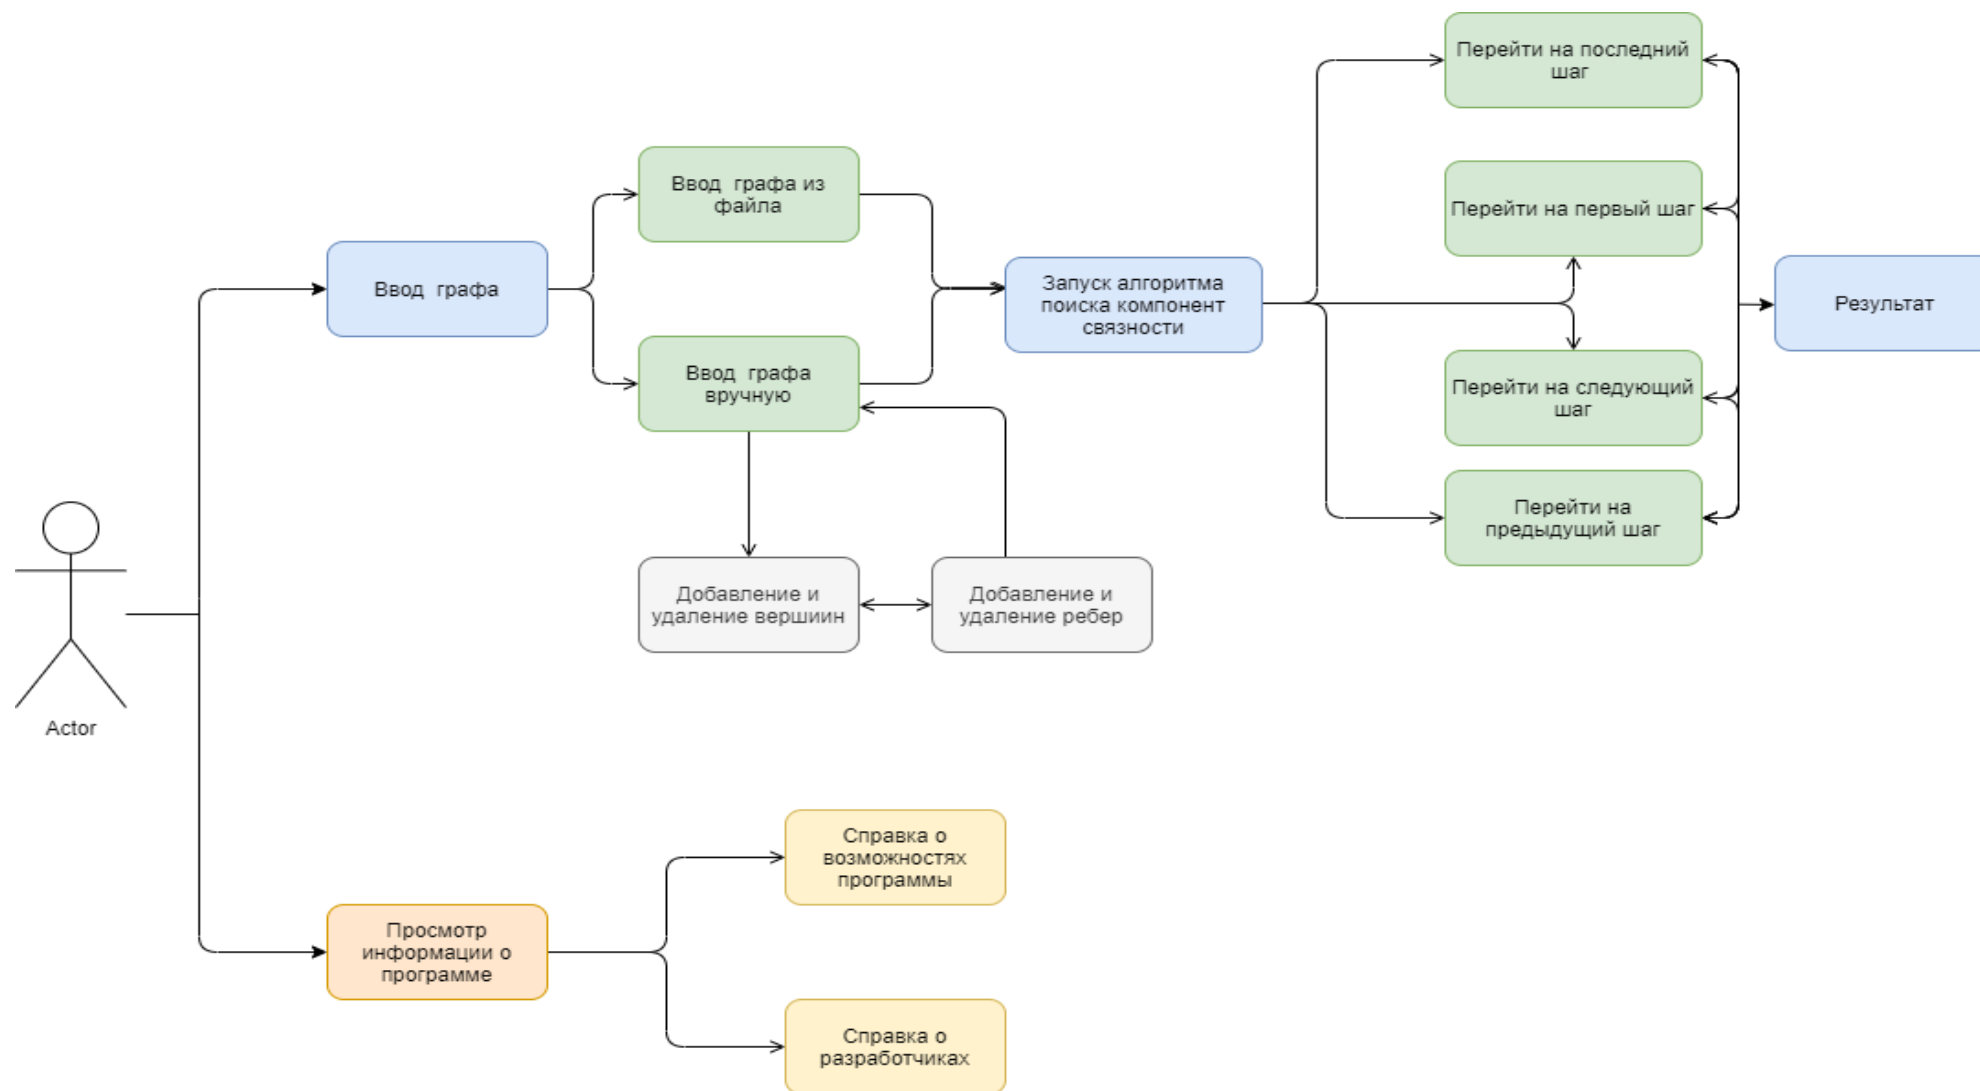 Перейти на последний
шаг
Ввод графа из
файла
Перейти на первый шаг
Ввод графа
Запуск алгоритма
поиска компонент
связности
Результат
Ввод графа
вручную
Перейти на следующий
шаг
Перейти на
предыдущий шаг
Добавление и
удаление вершиин
Добавление и
удаление ребер
Actor
Справка о
возможностях
программы
Просмотр
информации о
программе
Справка о
разработчиках